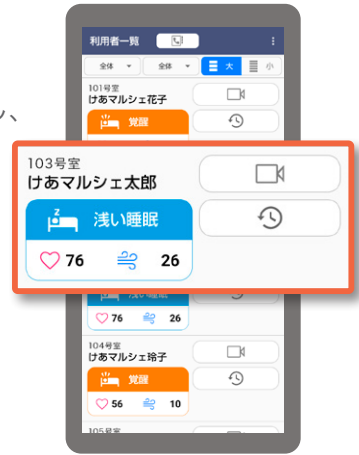 利用者一覧
全体 全体 大 小
101号室
けあマルシェ花子
覚醒
ン、
103号室
けあマルシェ太郎
浅い睡眠
76 26
76 26
104号室
けあマルシェ玲子
覚醒
56 10
105号室